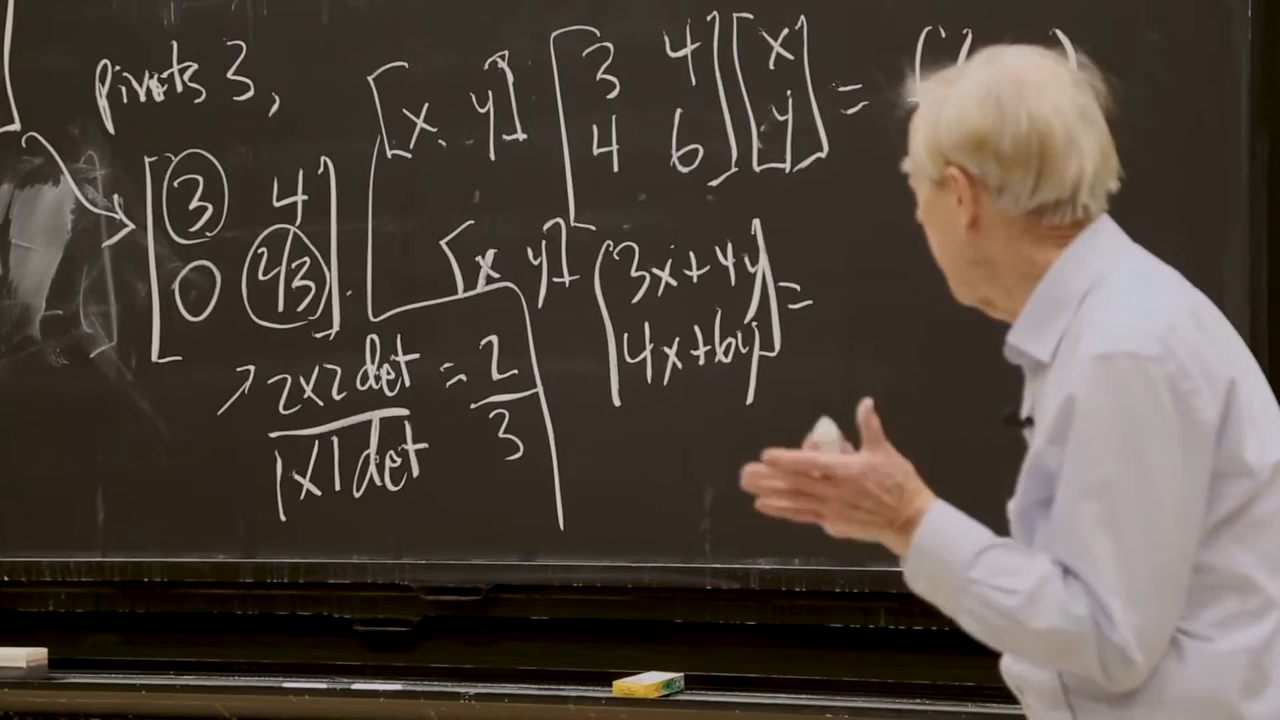 pivots 3,
[3 4]
[0 2/3].
→ 2x2 det / 1x1 det = 2/3
[x y] [3 4] [x] =
[4 6] [y]
[x y] [3x+4y] =
[4x+6y]